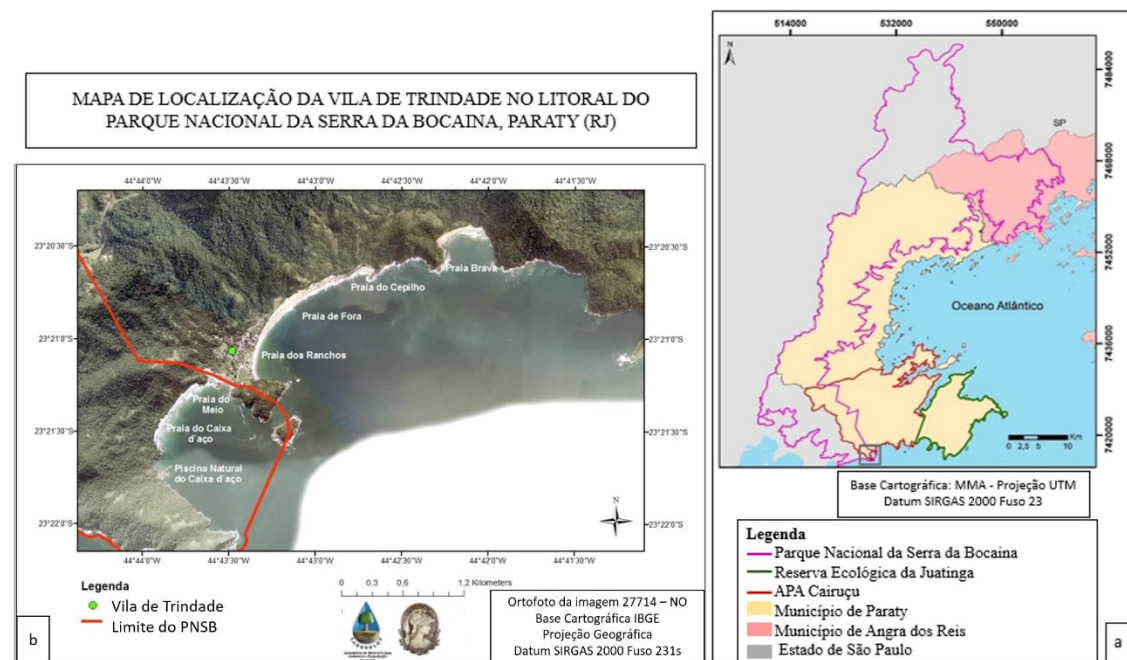 MAPA DE LOCALIZAÇÃO DA VILA DE TRINDADE NO LITORAL DO
PARQUE NACIONAL DA SERRA DA BOCAINA, PARATY (RJ)
44°44'0"W 44°43'30"W 44°43'0"W 44°42'30"W 44°42'0"W 44°41'30"W
23°20'30"S 23°20'30"S
23°21'0"S 23°21'0"S
23°21'30"S 23°21'30"S
23°22'0"S 23°22'0"S
Praia Brava
Praia do Cepilho
Praia de Fora
Praia dos Ranchos
Praia do
Meio
Praia do Caixa
d'aço
Piscina Natural
do Caixa d'aço
N
44°44'0"W 44°43'30"W 44°43'0"W 44°42'30"W 44°42'0"W 44°41'30"W
Legenda
Vila de Trindade
Limite do PNSB
0 0,3 0,6 1,2 Kilometers
Ortofoto da imagem 27714 – NO
Base Cartográfica IBGE
Projeção Geográfica
Datum SIRGAS 2000 Fuso 231s
b
514000 532000 550000
N
7484000
SP
7468000
7452000
Oceano Atlântico
7436000
7420000
0 2,5 5 10 Km
Base Cartográfica: MMA - Projeção UTM
Datum SIRGAS 2000 Fuso 23
Legenda
Parque Nacional da Serra da Bocaina
Reserva Ecológica da Juatinga
APA Cairuçu
Município de Paraty
Município de Angra dos Reis
Estado de São Paulo
a